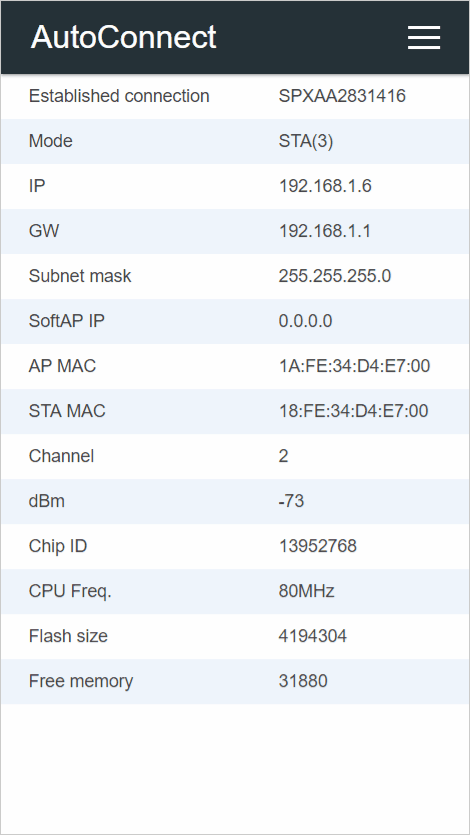 AutoConnect
Established connection SPXAA2831416
Mode STA(3)
IP 192.168.1.6
GW 192.168.1.1
Subnet mask 255.255.255.0
SoftAP IP 0.0.0.0
AP MAC 1A:FE:34:D4:E7:00
STA MAC 18:FE:34:D4:E7:00
Channel 2
dBm -73
Chip ID 13952768
CPU Freq. 80MHz
Flash size 4194304
Free memory 31880